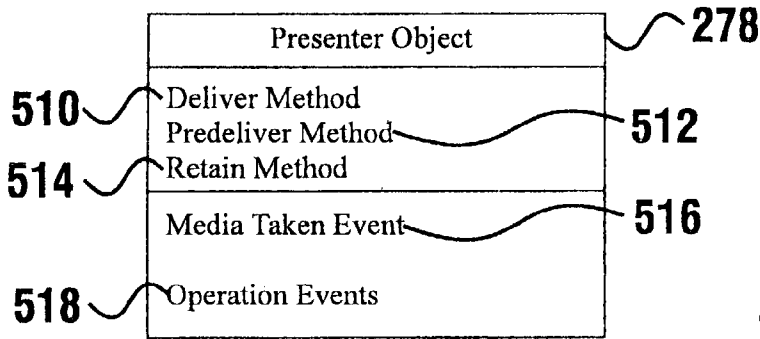 Presenter Object 278
510 Deliver Method
Predeliver Method 512
514 Retain Method
Media Taken Event 516
518 Operation Events